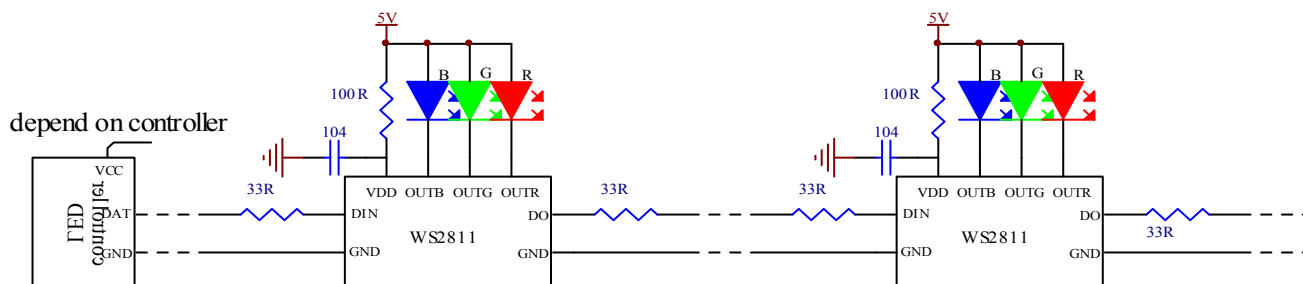 5V
5V
B G R
B G R
100R
100R
depend on controller
104
104
VCC
33R
VDD OUTB OUTG OUTR
33R
33R
VDD OUTB OUTG OUTR
DAT
DIN
DO
DIN
DO
LED
controller
WS2811
WS2811
33R
GND
GND
GND
GND
GND